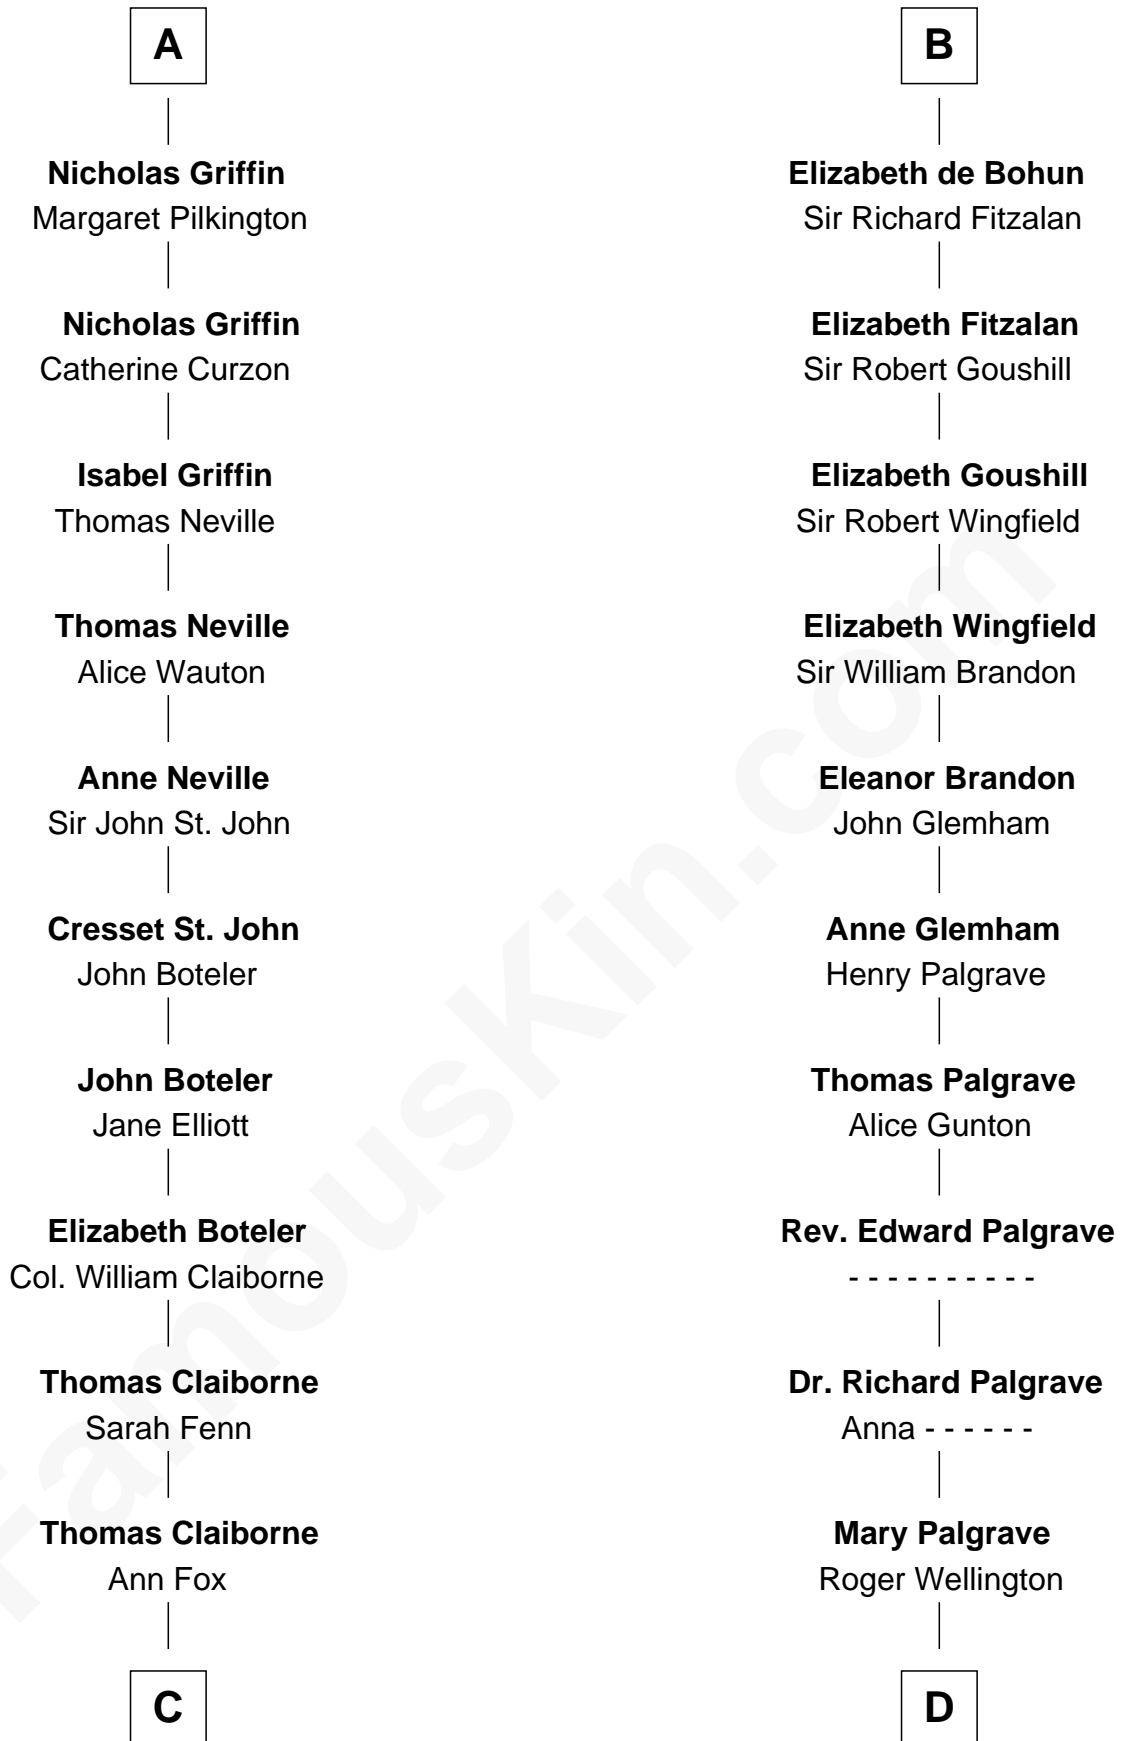 A
Nicholas Griffin
Margaret Pilkington
Nicholas Griffin
Catherine Curzon
Isabel Griffin
Thomas Neville
Thomas Neville
Alice Wauton
Anne Neville
Sir John St. John
Cresset St. John
John Boteler
John Boteler
Jane Elliott
Elizabeth Boteler
Col. William Claiborne
Thomas Claiborne
Sarah Fenn
Thomas Claiborne
Ann Fox
C
B
Elizabeth de Bohun
Sir Richard Fitzalan
Elizabeth Fitzalan
Sir Robert Goushill
Elizabeth Goushill
Sir Robert Wingfield
Elizabeth Wingfield
Sir William Brandon
Eleanor Brandon
John Glemham
Anne Glemham
Henry Palgrave
Thomas Palgrave
Alice Gunton
Rev. Edward Palgrave
- - - - - - - - - -
Dr. Richard Palgrave
Anna - - - - - -
Mary Palgrave
Roger Wellington
D
FamousKin.com